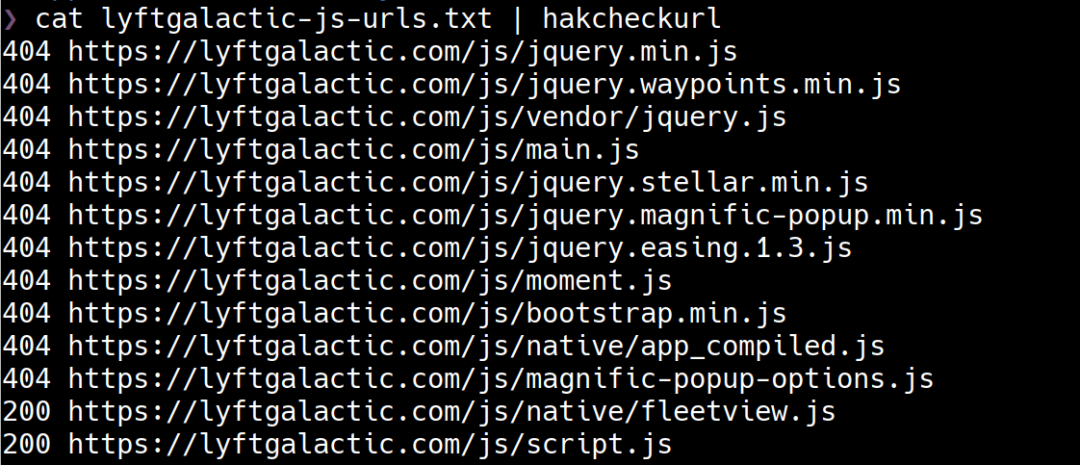 ❯ cat lyftgalactic-js-urls.txt | hakcheckurl
404 https://lyftgalactic.com/js/jquery.min.js
404 https://lyftgalactic.com/js/jquery.waypoints.min.js
404 https://lyftgalactic.com/js/vendor/jquery.js
404 https://lyftgalactic.com/js/main.js
404 https://lyftgalactic.com/js/jquery.stellar.min.js
404 https://lyftgalactic.com/js/jquery.magnific-popup.min.js
404 https://lyftgalactic.com/js/jquery.easing.1.3.js
404 https://lyftgalactic.com/js/moment.js
404 https://lyftgalactic.com/js/bootstrap.min.js
404 https://lyftgalactic.com/js/native/app_compiled.js
404 https://lyftgalactic.com/js/magnific-popup-options.js
200 https://lyftgalactic.com/js/native/fleetview.js
200 https://lyftgalactic.com/js/script.js